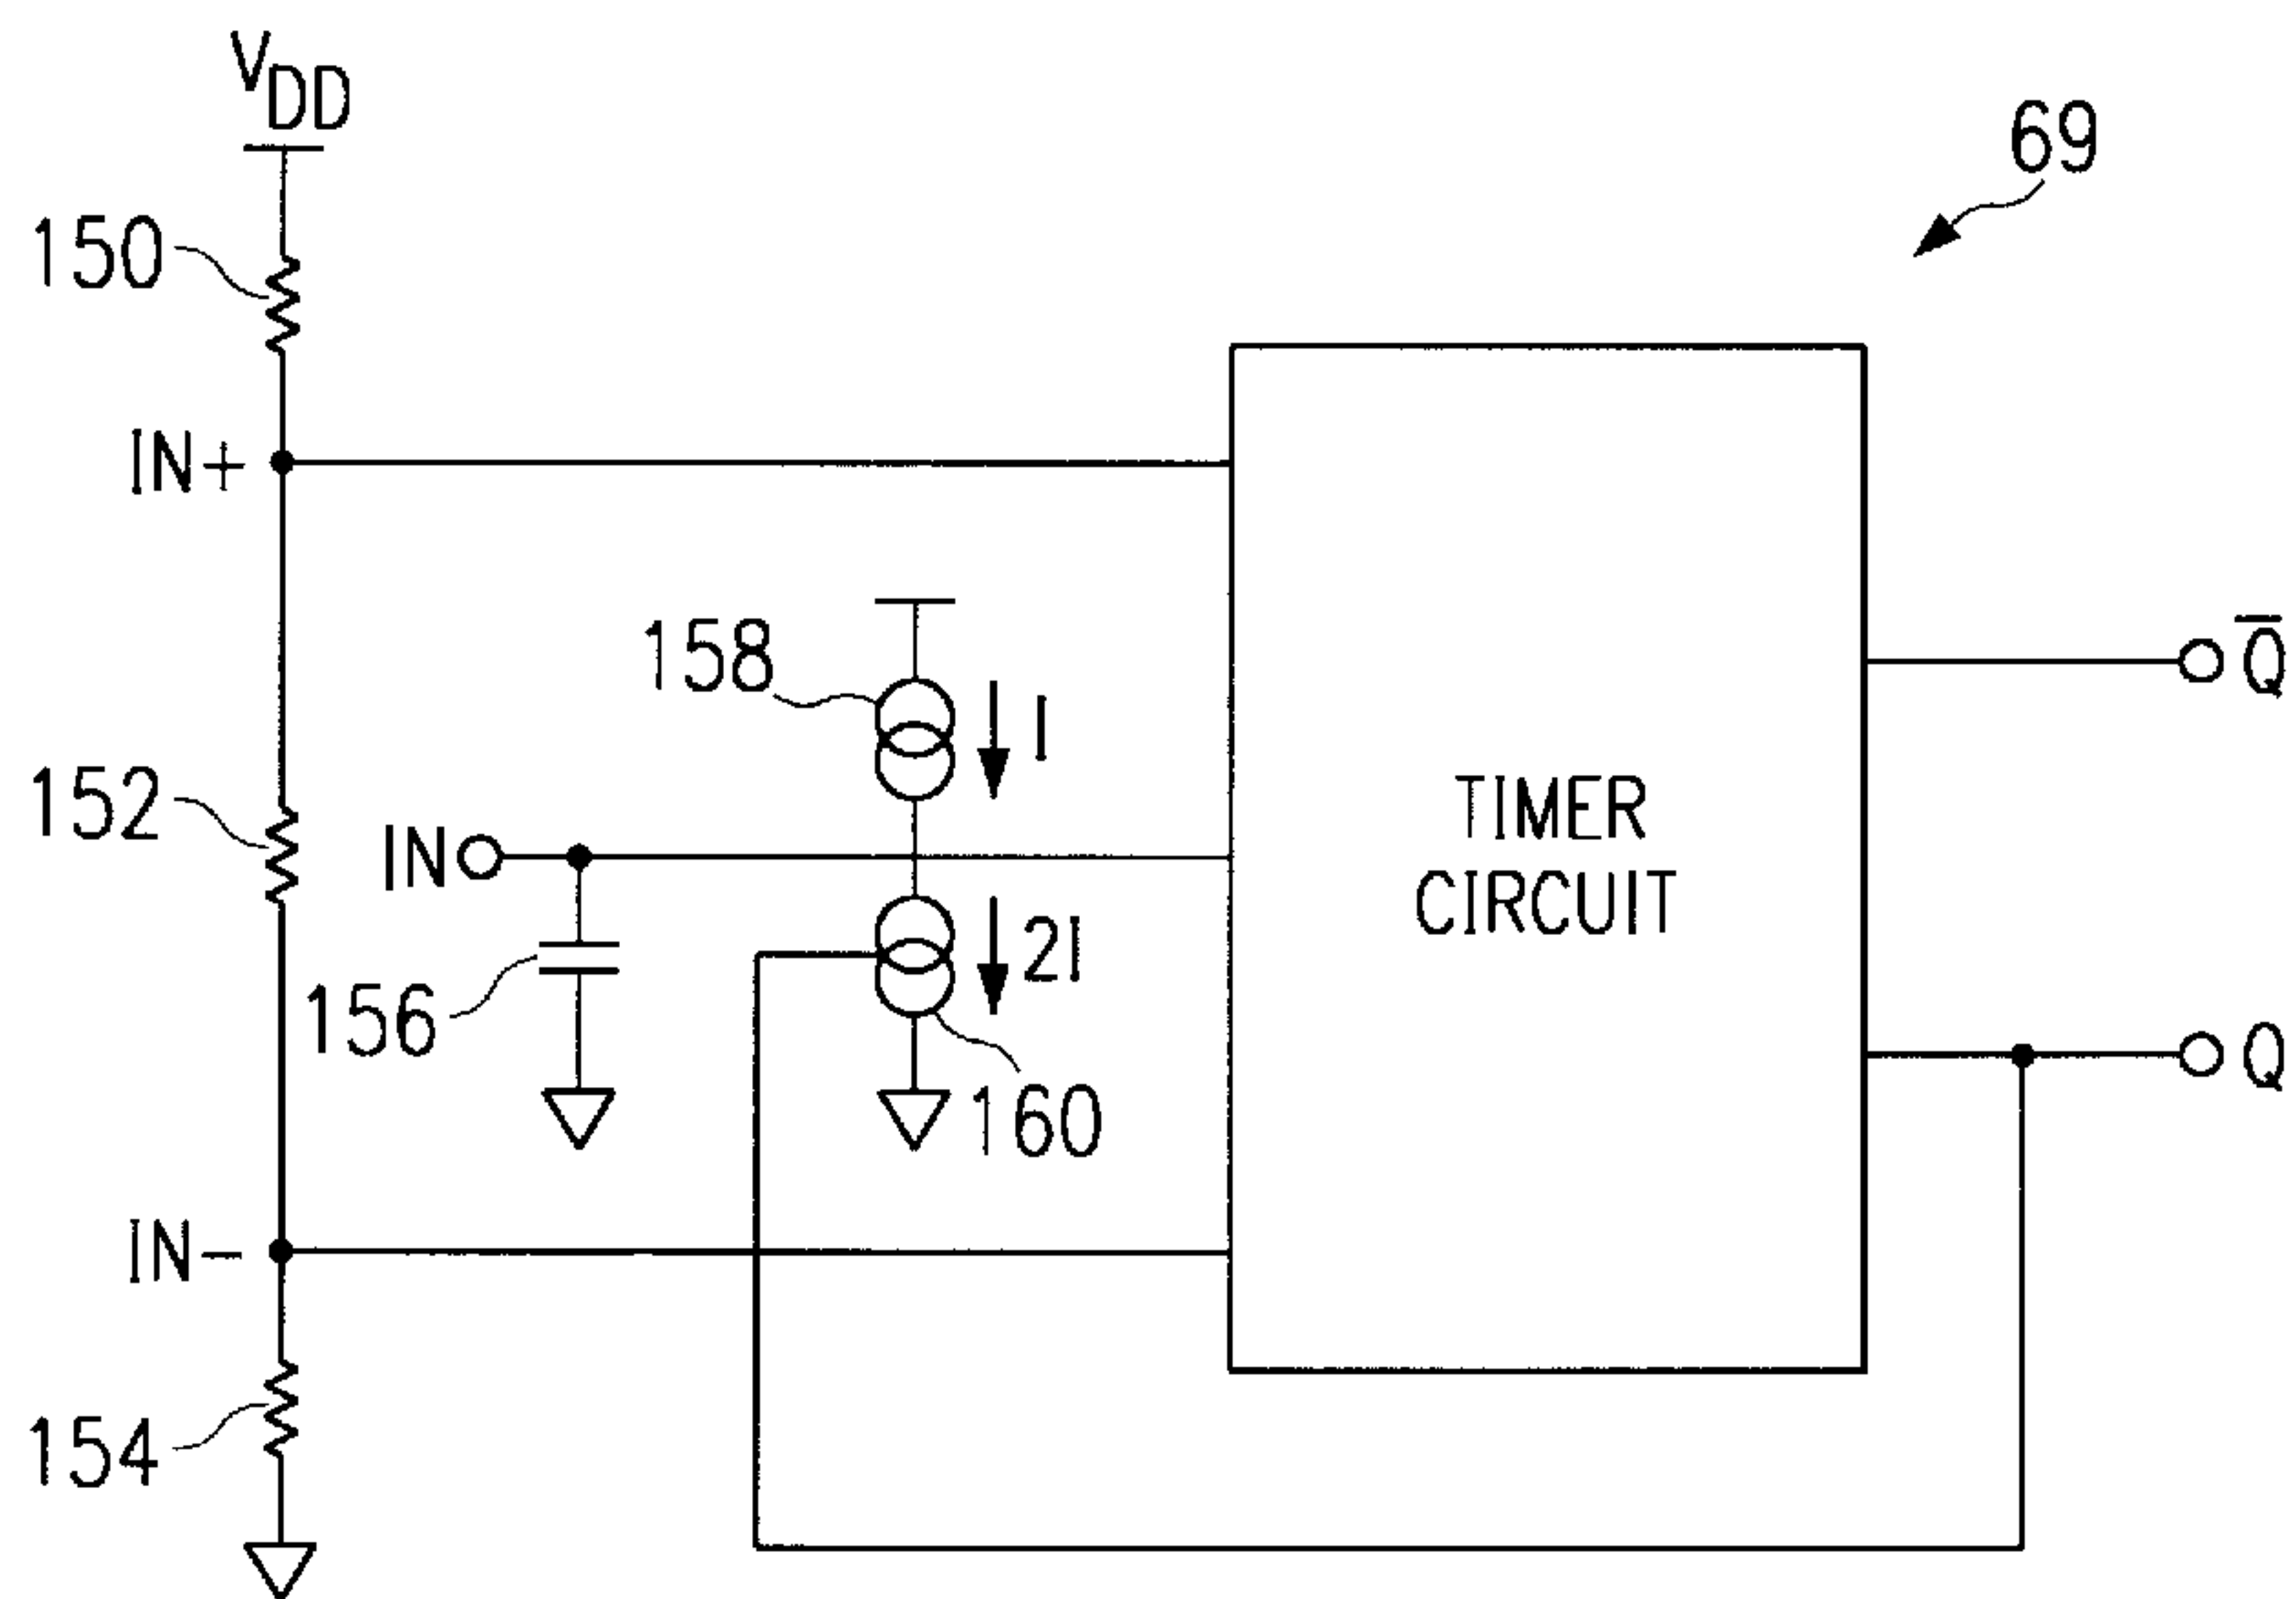 VDD
69
150
IN+
158
I
Q̅
152
TIMER
CIRCUIT
IN
2I
156
Q
160
IN-
154